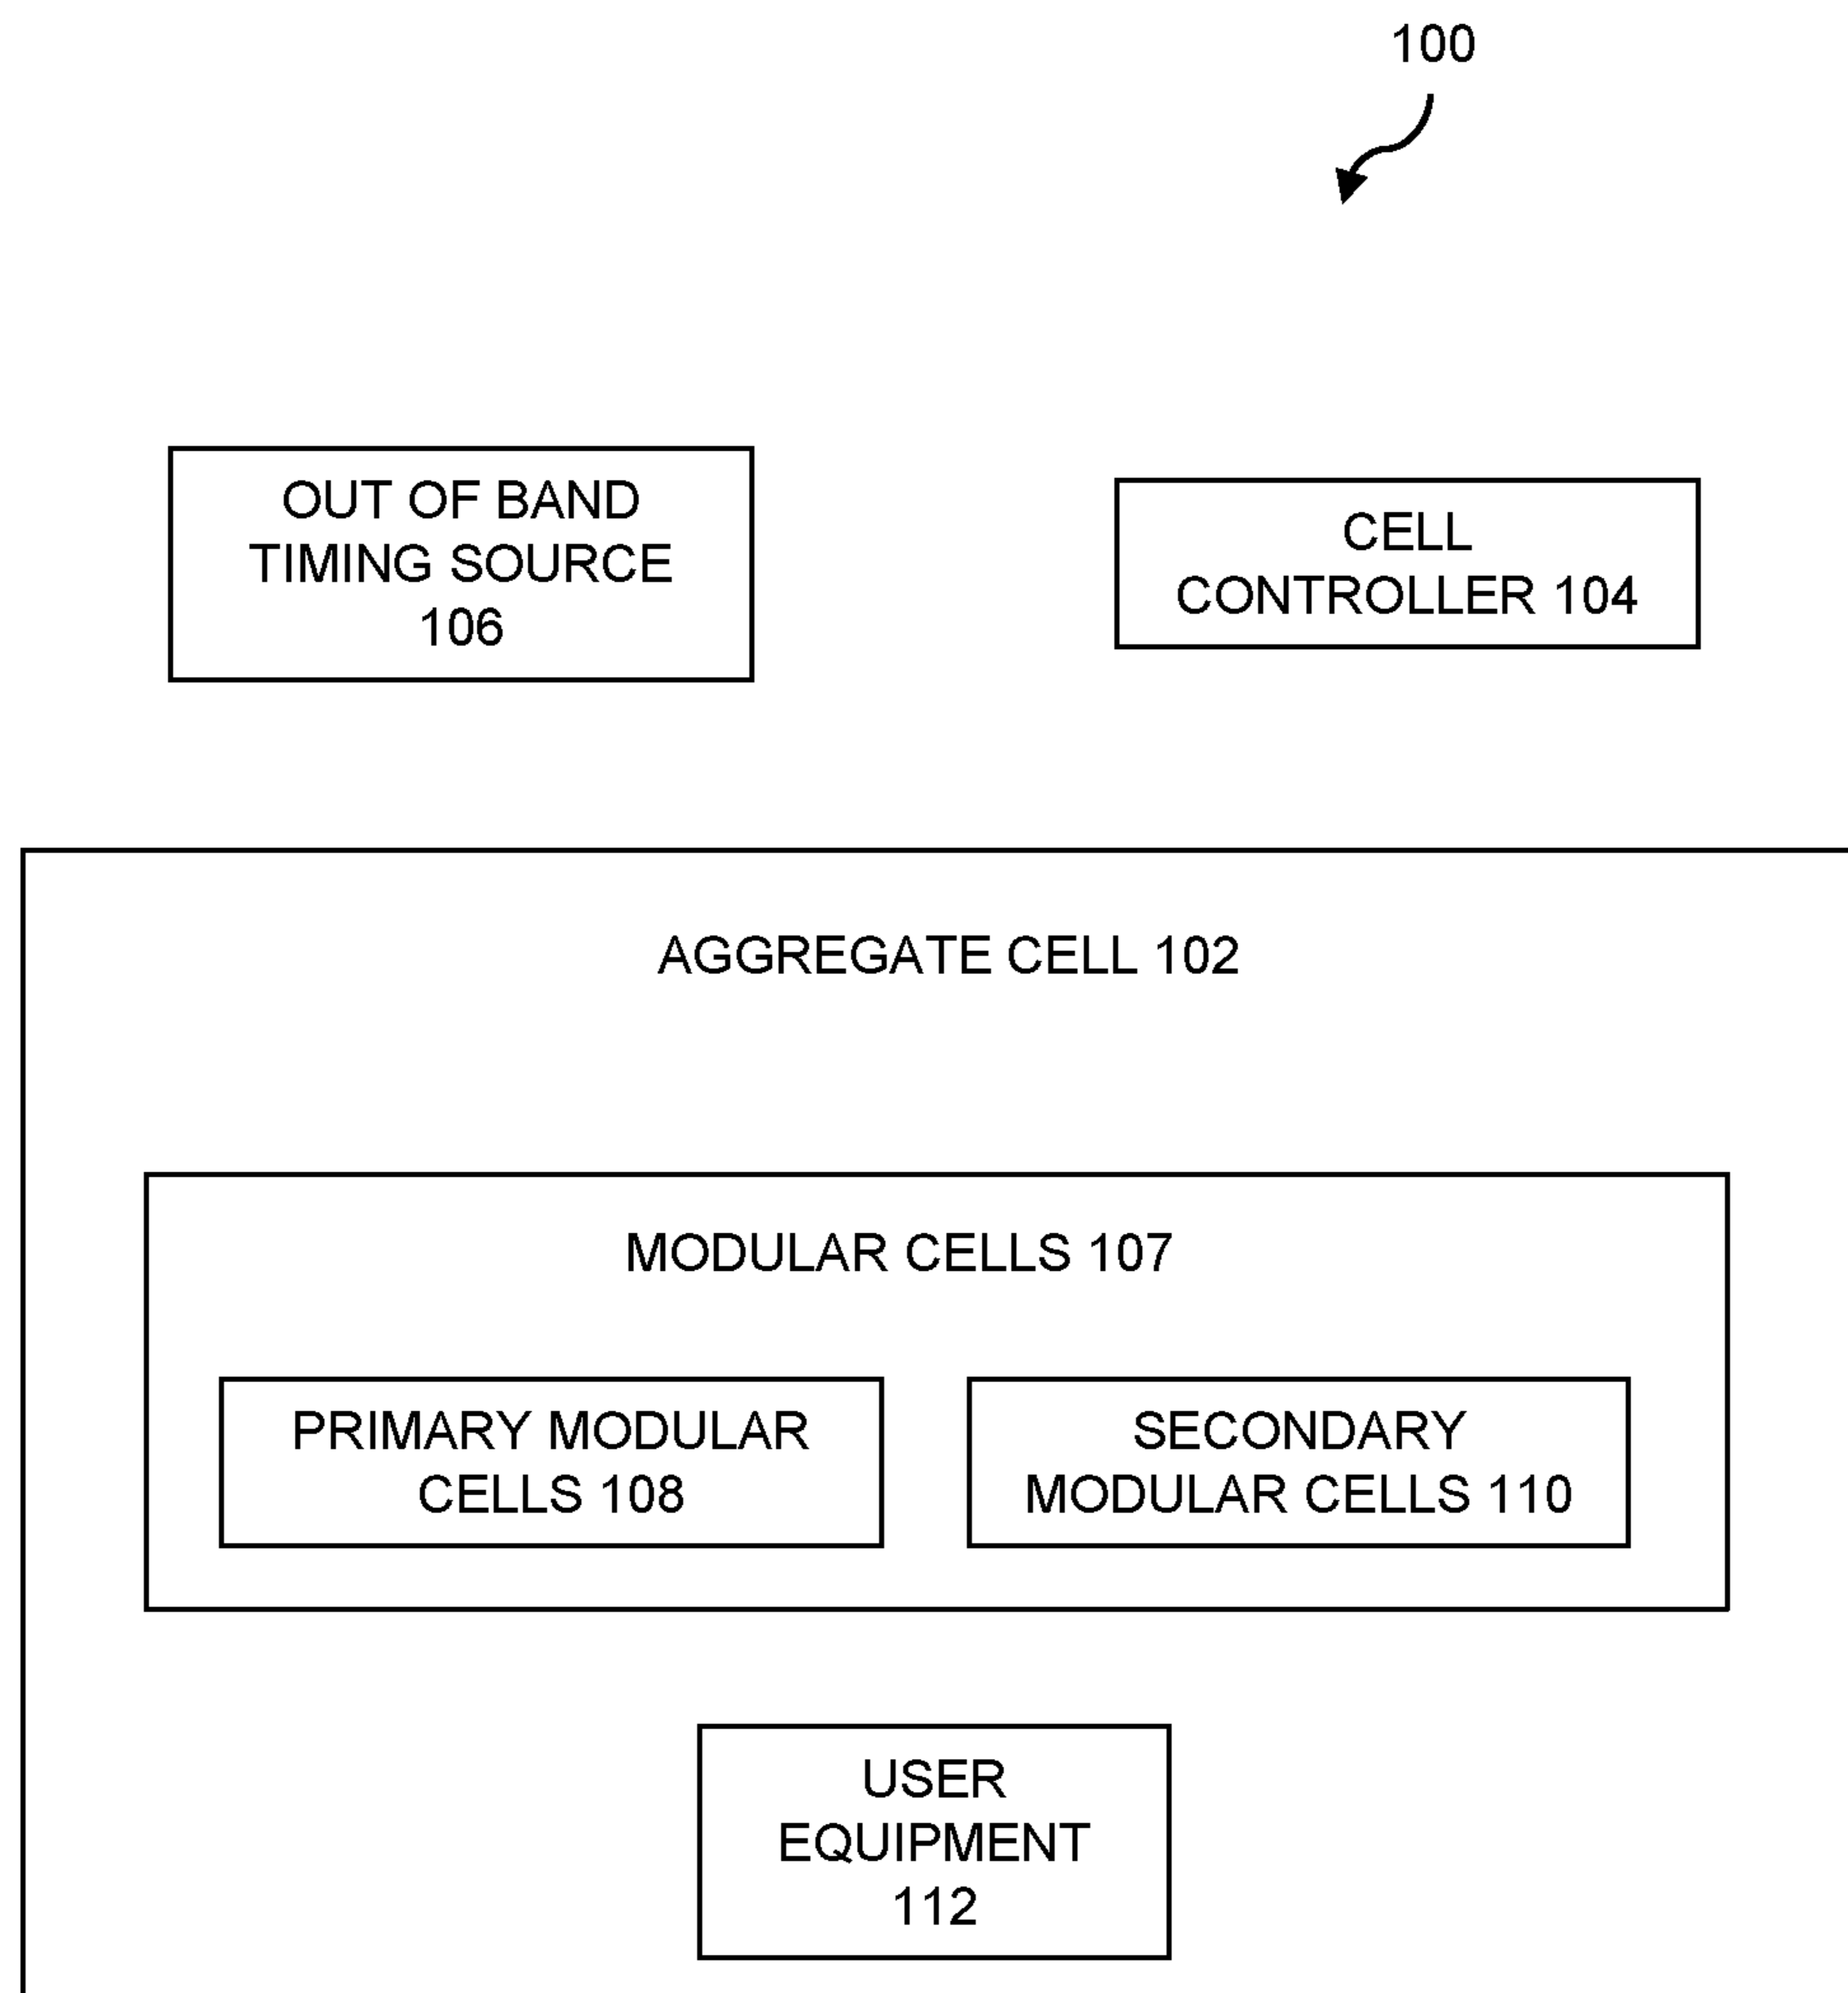 100
OUT OF BAND
TIMING SOURCE
106
CELL
CONTROLLER 104
AGGREGATE CELL 102
MODULAR CELLS 107
PRIMARY MODULAR
CELLS 108
SECONDARY
MODULAR CELLS 110
USER
EQUIPMENT
112